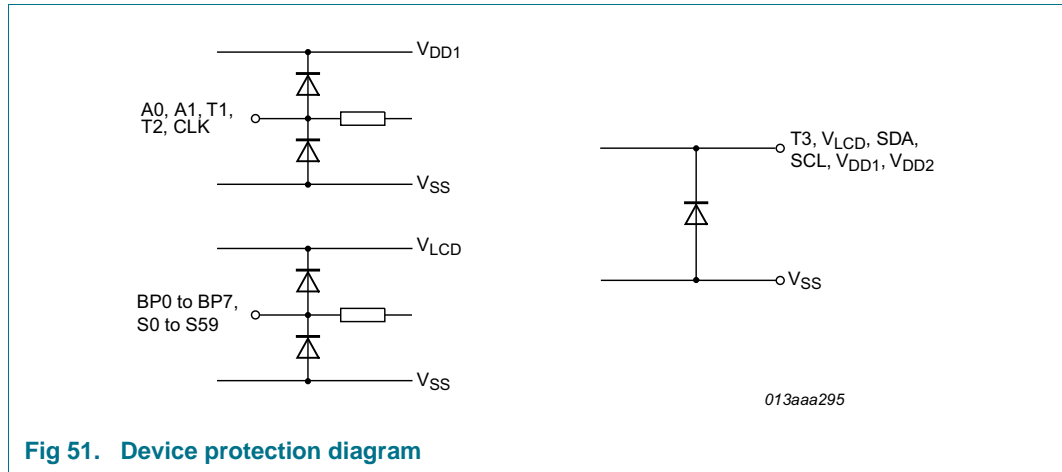 VDD1
A0, A1, T1,
T2, CLK
VSS
VLCD
BP0 to BP7,
S0 to S59
VSS
T3, VLCD, SDA,
SCL, VDD1, VDD2
VSS
013aaa295
Fig 51. Device protection diagram